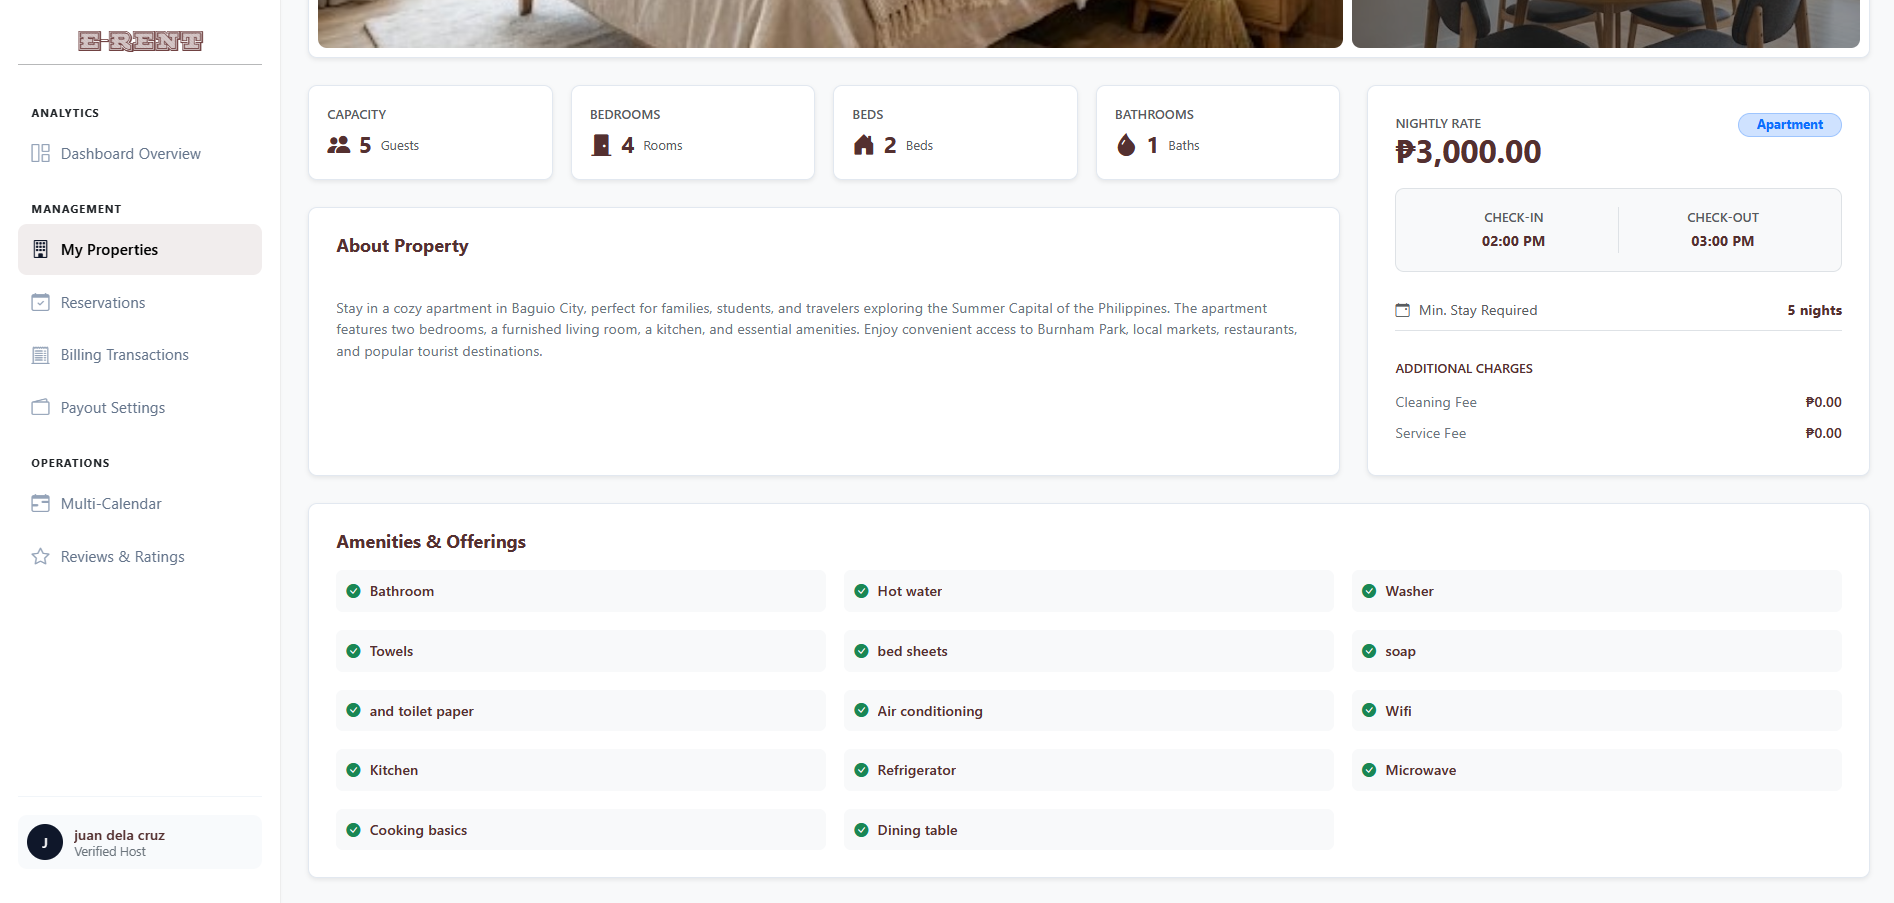 E-RENT
ANALYTICS
Dashboard Overview
MANAGEMENT
My Properties
Reservations
Billing Transactions
Payout Settings
OPERATIONS
Multi-Calendar
Reviews & Ratings
J
juan dela cruz
Verified Host
CAPACITY
5 Guests
BEDROOMS
4 Rooms
BEDS
2 Beds
BATHROOMS
1 Baths
About Property
Stay in a cozy apartment in Baguio City, perfect for families, students, and travelers exploring the Summer Capital of the Philippines. The apartment
features two bedrooms, a furnished living room, a kitchen, and essential amenities. Enjoy convenient access to Burnham Park, local markets, restaurants,
and popular tourist destinations.
NIGHTLY RATE
Apartment
₱3,000.00
CHECK-IN
02:00 PM
CHECK-OUT
03:00 PM
Min. Stay Required 5 nights
ADDITIONAL CHARGES
Cleaning Fee ₱0.00
Service Fee ₱0.00
Amenities & Offerings
Bathroom
Hot water
Washer
Towels
bed sheets
soap
and toilet paper
Air conditioning
Wifi
Kitchen
Refrigerator
Microwave
Cooking basics
Dining table